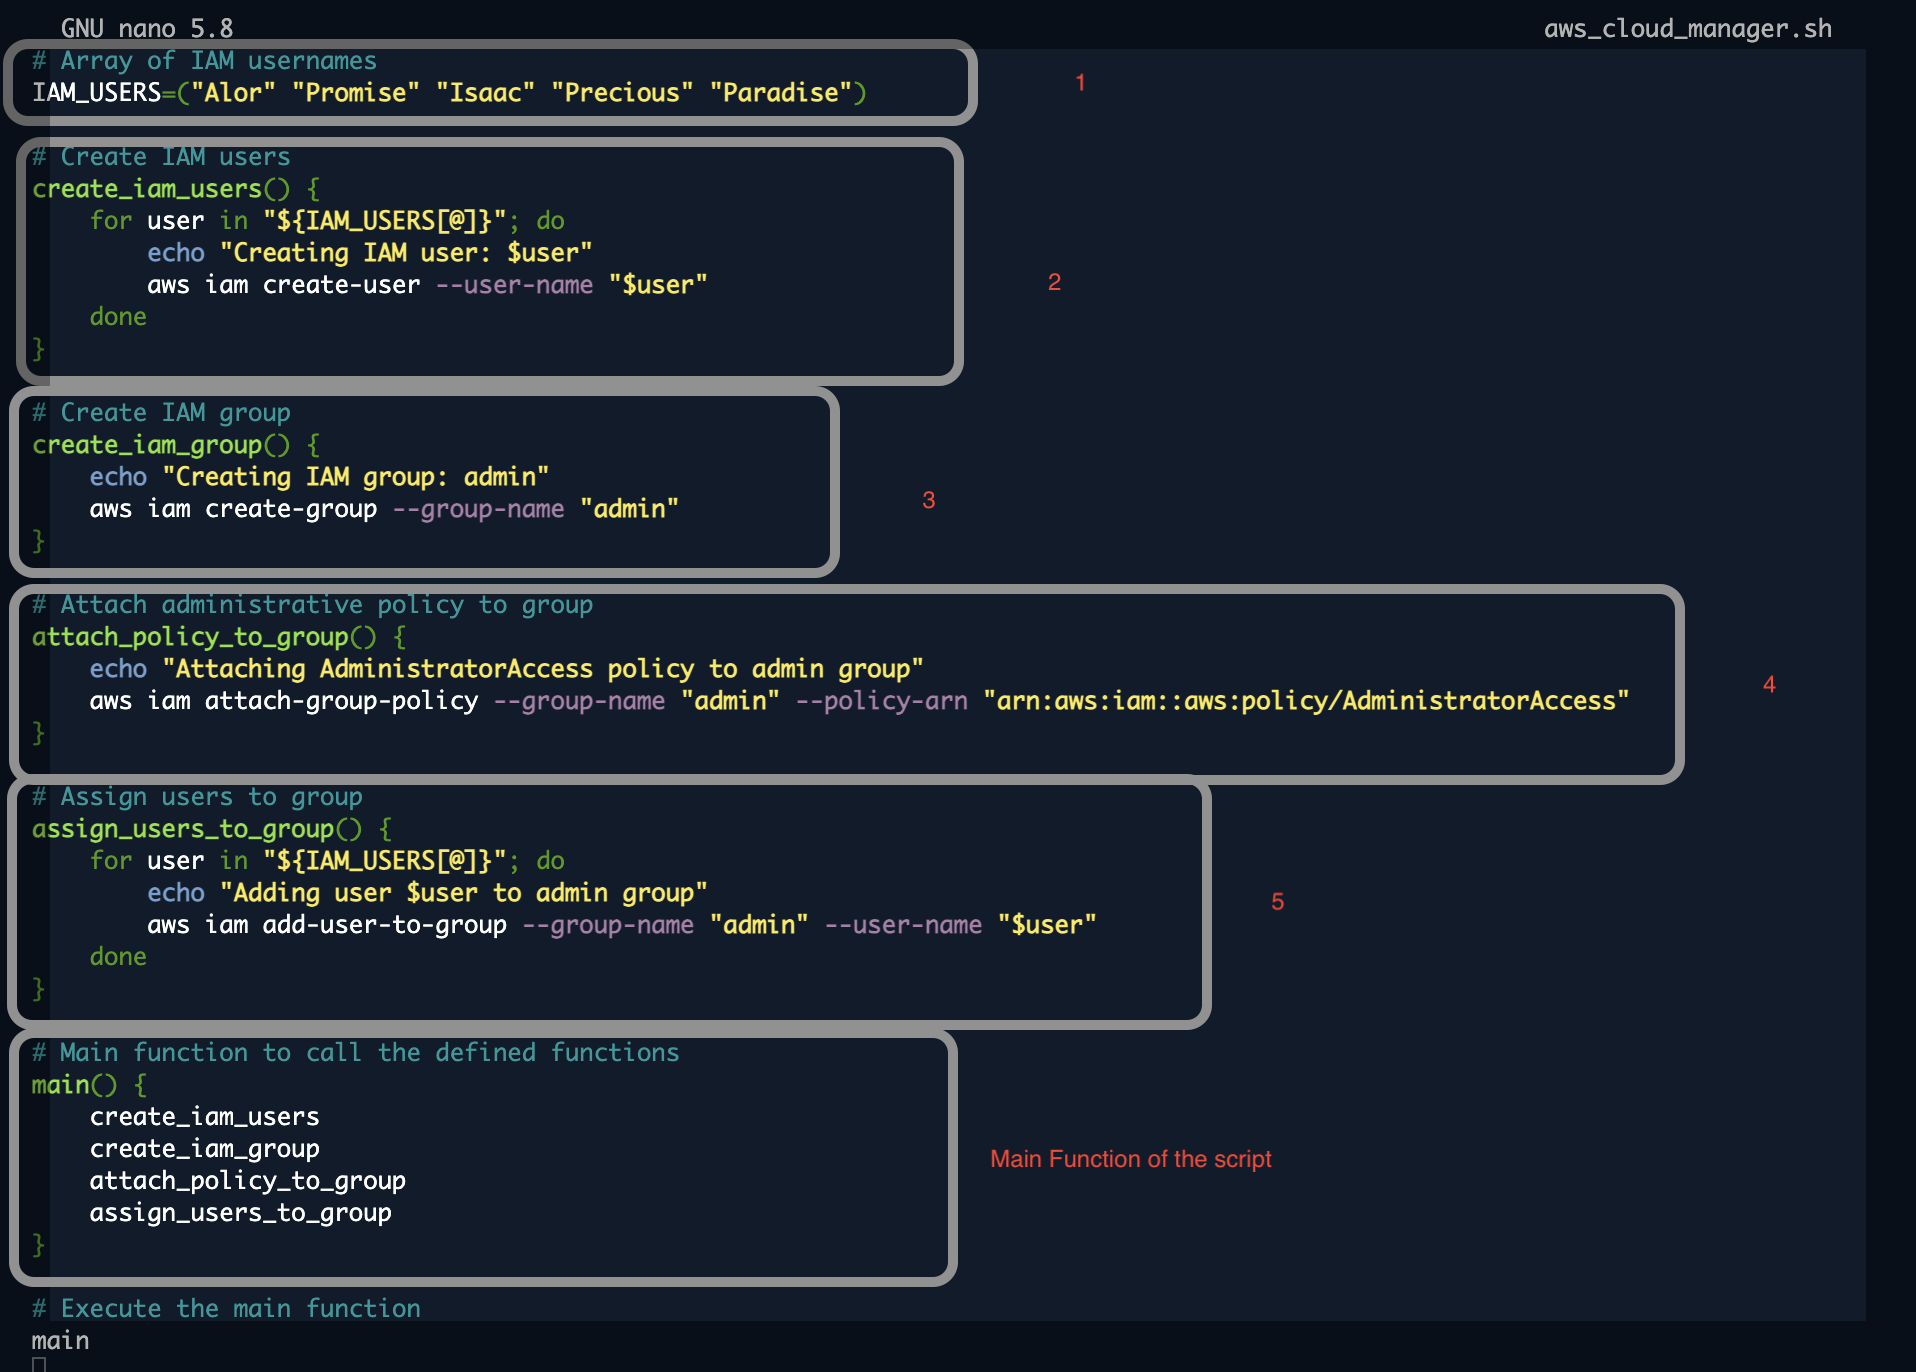 GNU nano 5.8 aws_cloud_manager.sh
# Array of IAM usernames
IAM_USERS=("Alor" "Promise" "Isaac" "Precious" "Paradise")
1
# Create IAM users
create_iam_users() {
    for user in "${IAM_USERS[@]}"; do
        echo "Creating IAM user: $user"
        aws iam create-user --user-name "$user"
    done
}
2
# Create IAM group
create_iam_group() {
    echo "Creating IAM group: admin"
    aws iam create-group --group-name "admin"
}
3
# Attach administrative policy to group
attach_policy_to_group() {
    echo "Attaching AdministratorAccess policy to admin group"
    aws iam attach-group-policy --group-name "admin" --policy-arn "arn:aws:iam::aws:policy/AdministratorAccess"
}
4
# Assign users to group
assign_users_to_group() {
    for user in "${IAM_USERS[@]}"; do
        echo "Adding user $user to admin group"
        aws iam add-user-to-group --group-name "admin" --user-name "$user"
    done
}
5
# Main function to call the defined functions
main() {
    create_iam_users
    create_iam_group
    attach_policy_to_group
    assign_users_to_group
}
Main Function of the script
# Execute the main function
main